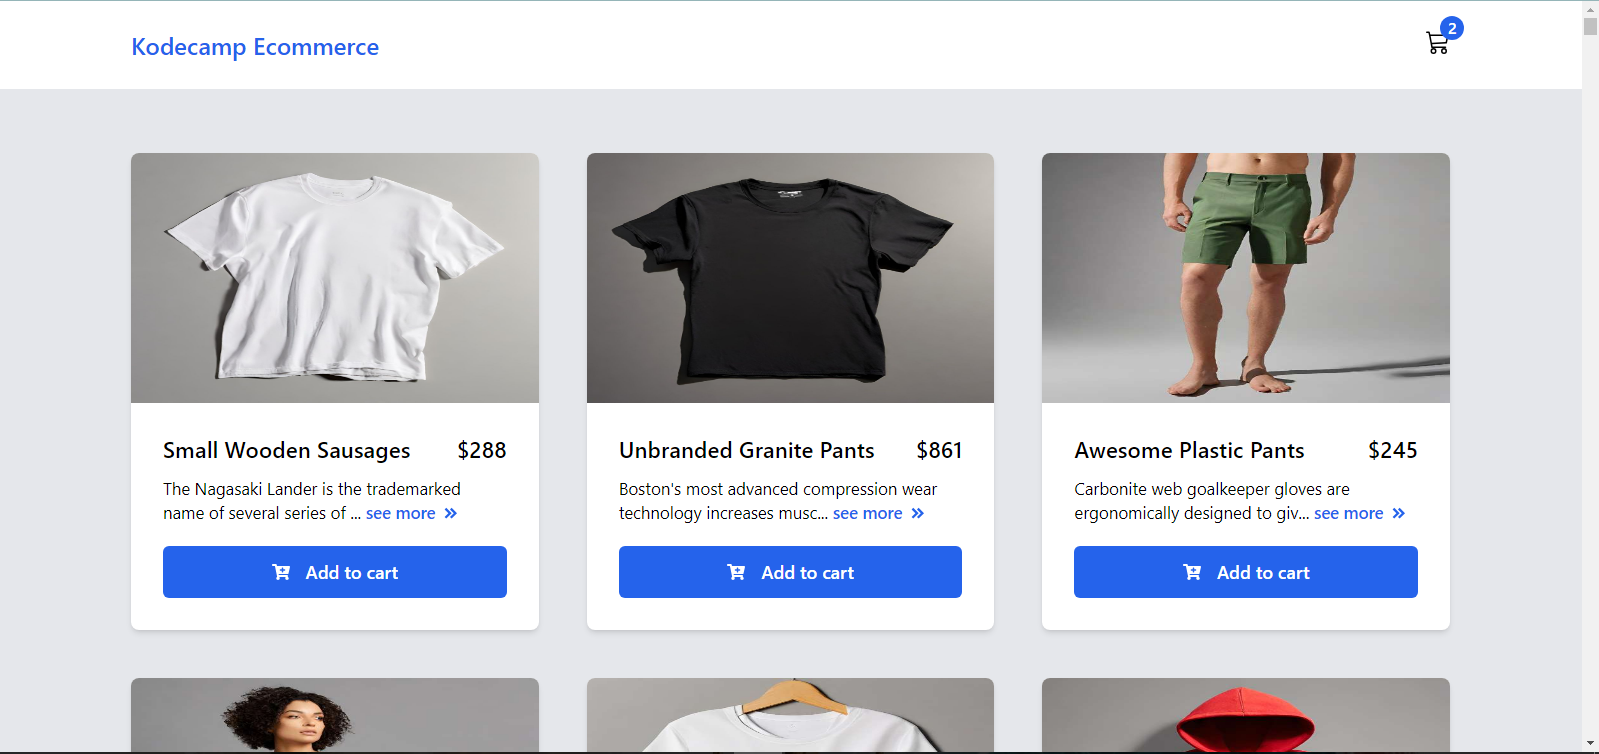 Kodecamp Ecommerce
2
Small Wooden Sausages $288
The Nagasaki Lander is the trademarked
name of several series of ... see more »
Add to cart
Unbranded Granite Pants $861
Boston's most advanced compression wear
technology increases musc... see more »
Add to cart
Awesome Plastic Pants $245
Carbonite web goalkeeper gloves are
ergonomically designed to giv... see more »
Add to cart